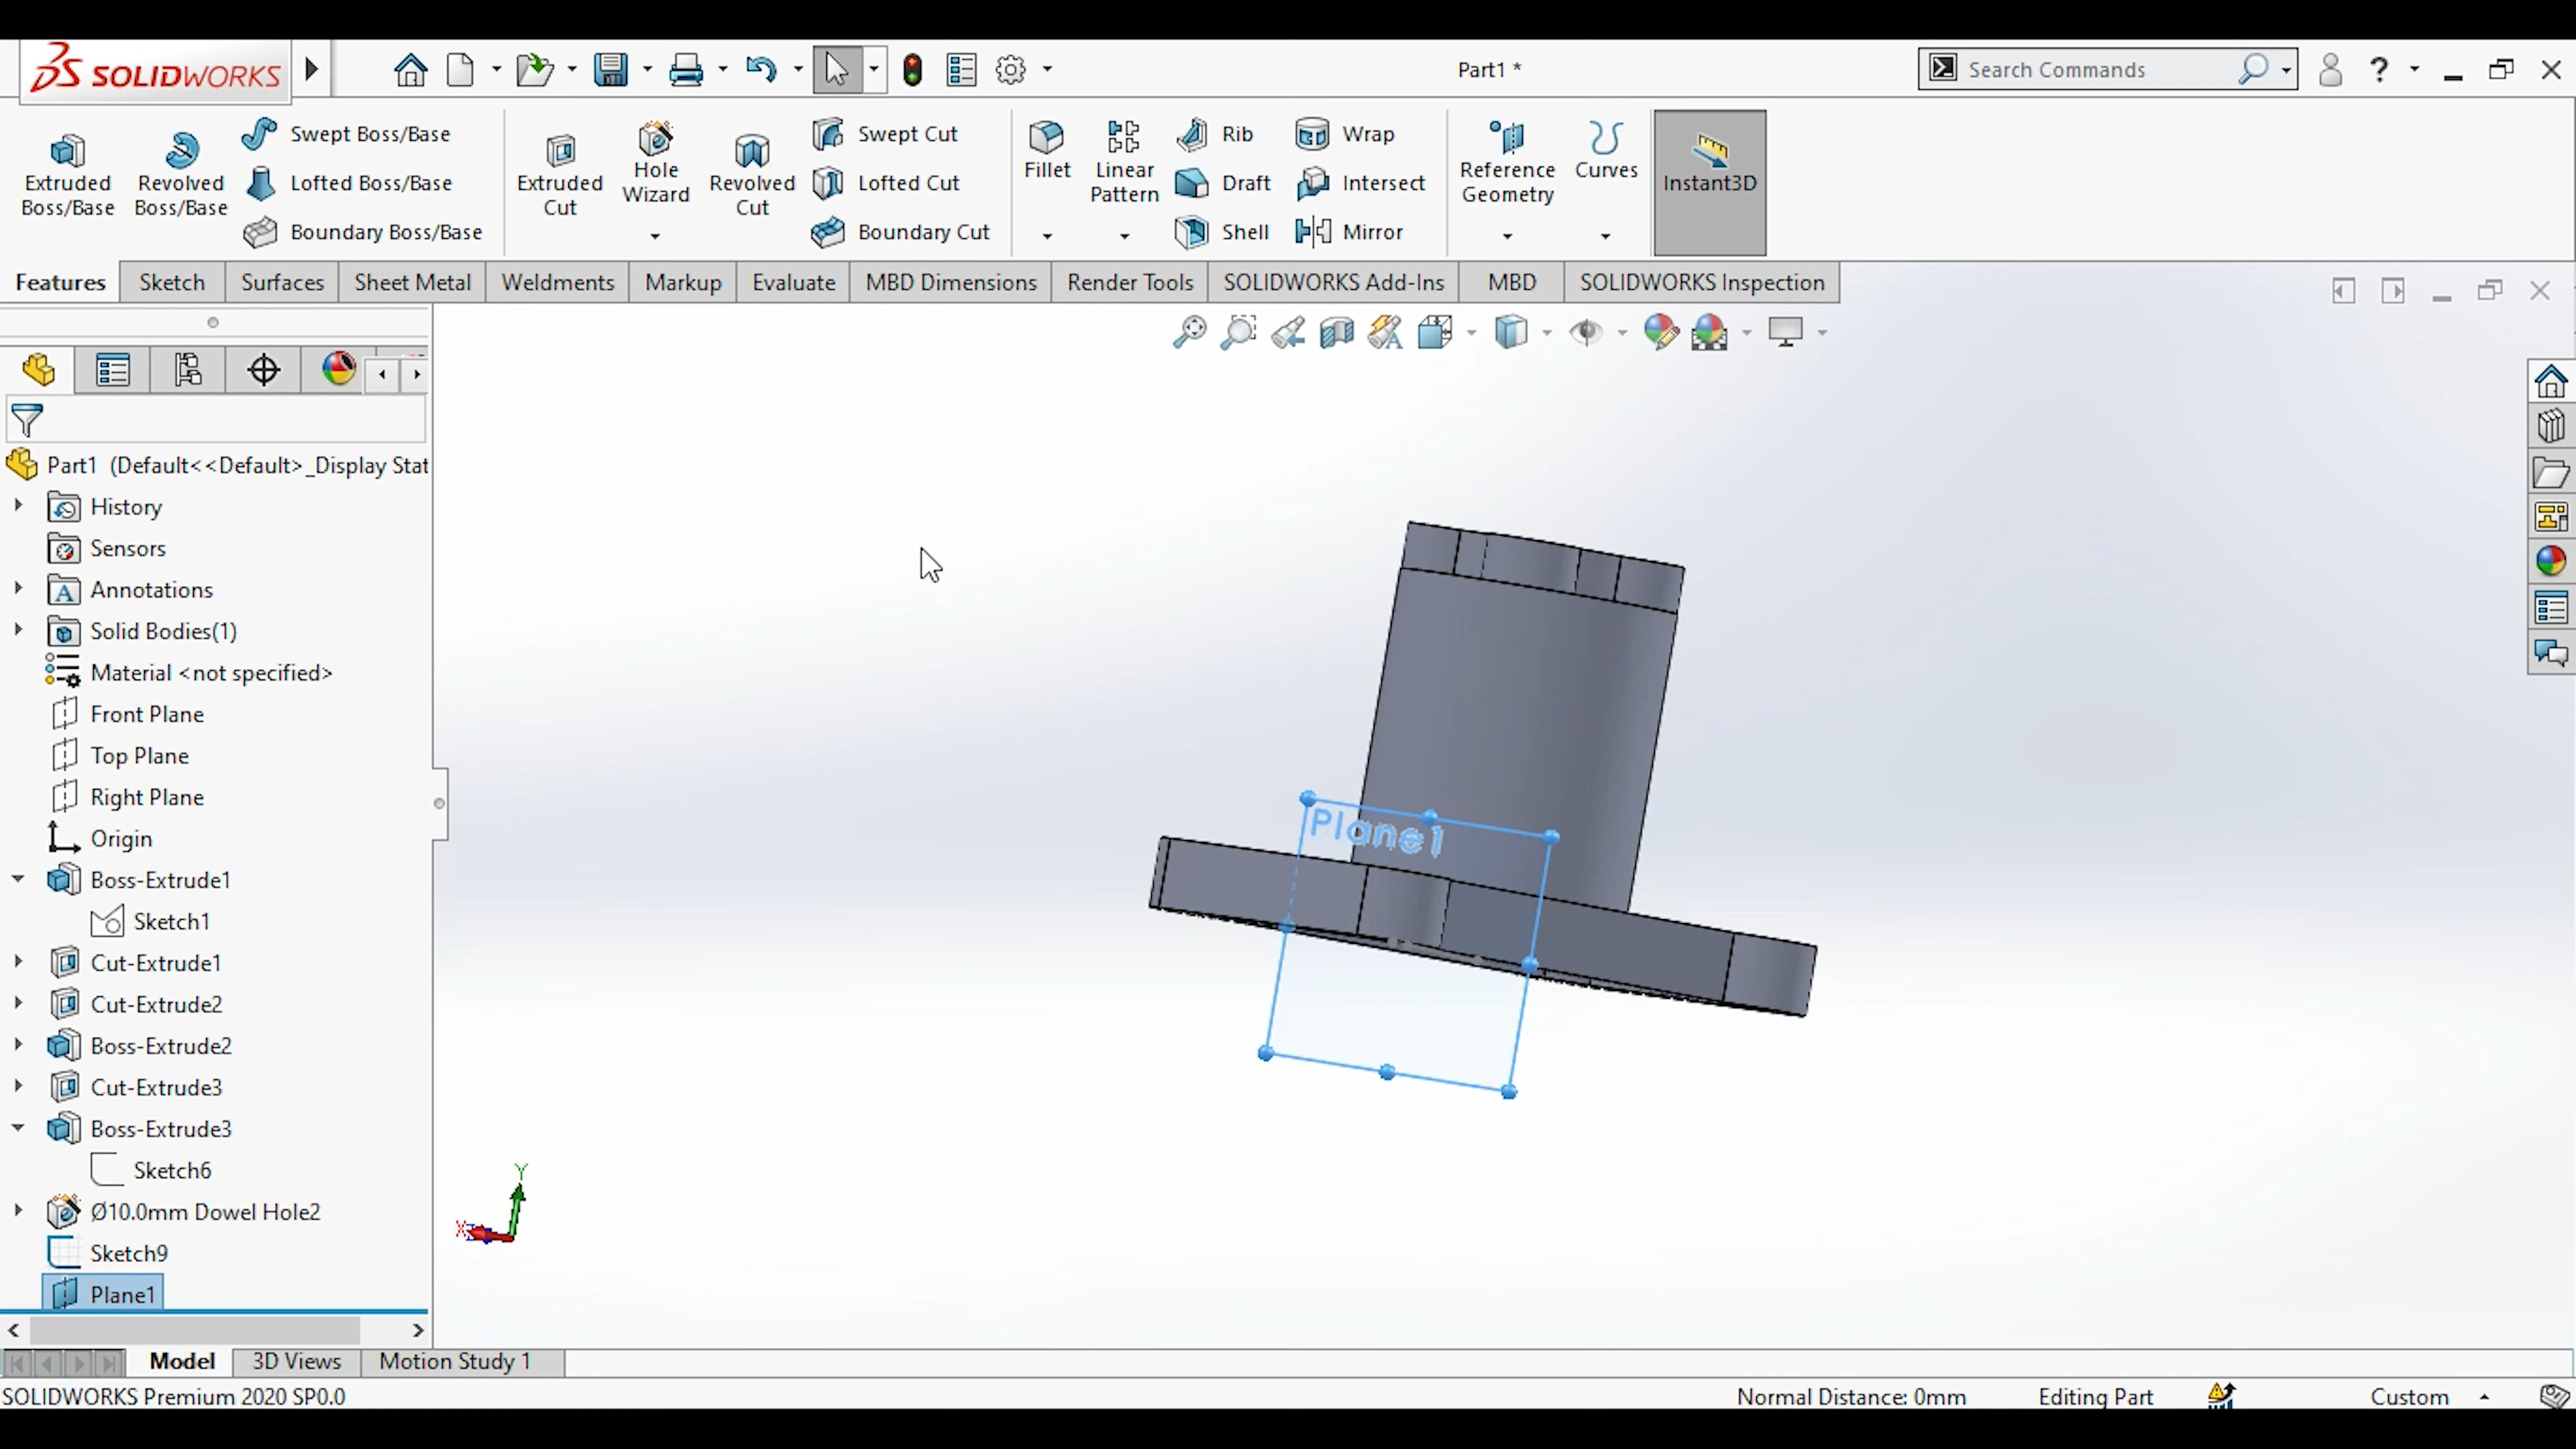 SOLIDWORKS
Part1 *
Search Commands
?
Extruded Boss/Base
Revolved Boss/Base
Swept Boss/Base
Lofted Boss/Base
Boundary Boss/Base
Extruded Cut
Hole Wizard
Revolved Cut
Swept Cut
Lofted Cut
Boundary Cut
Fillet
Linear Pattern
Rib
Draft
Shell
Wrap
Intersect
Mirror
Reference Geometry
Curves
Instant3D
Features Sketch Surfaces Sheet Metal Weldments Markup Evaluate MBD Dimensions Render Tools SOLIDWORKS Add-Ins MBD SOLIDWORKS Inspection
Part1 (Default<<Default>_Display Stat
History
Sensors
Annotations
Solid Bodies(1)
Material <not specified>
Front Plane
Top Plane
Right Plane
Origin
Boss-Extrude1
Sketch1
Cut-Extrude1
Cut-Extrude2
Boss-Extrude2
Cut-Extrude3
Boss-Extrude3
Sketch6
Ø10.0mm Dowel Hole2
Sketch9
Plane1
Plane1
Y
X
Model 3D Views Motion Study 1
SOLIDWORKS Premium 2020 SP0.0
Normal Distance: 0mm Editing Part Custom